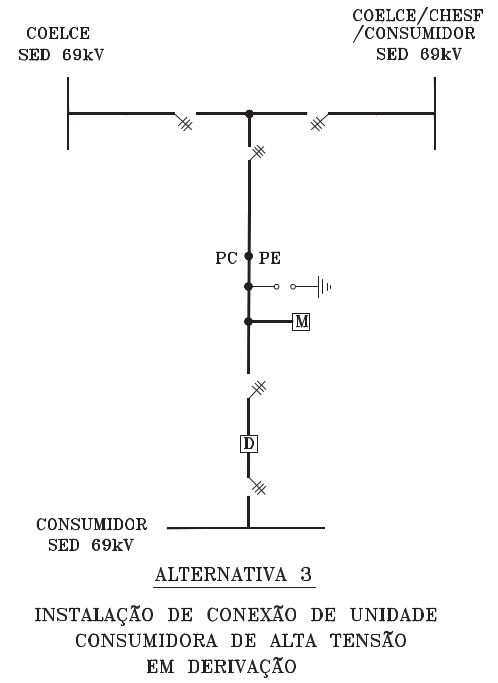 COELCE
SED 69kV
COELCE/CHESF
/CONSUMIDOR
SED 69kV
PC PE
M
D
CONSUMIDOR
SED 69kV
ALTERNATIVA 3
INSTALAÇÃO DE CONEXÃO DE UNIDADE
CONSUMIDORA DE ALTA TENSÃO
EM DERIVAÇÃO